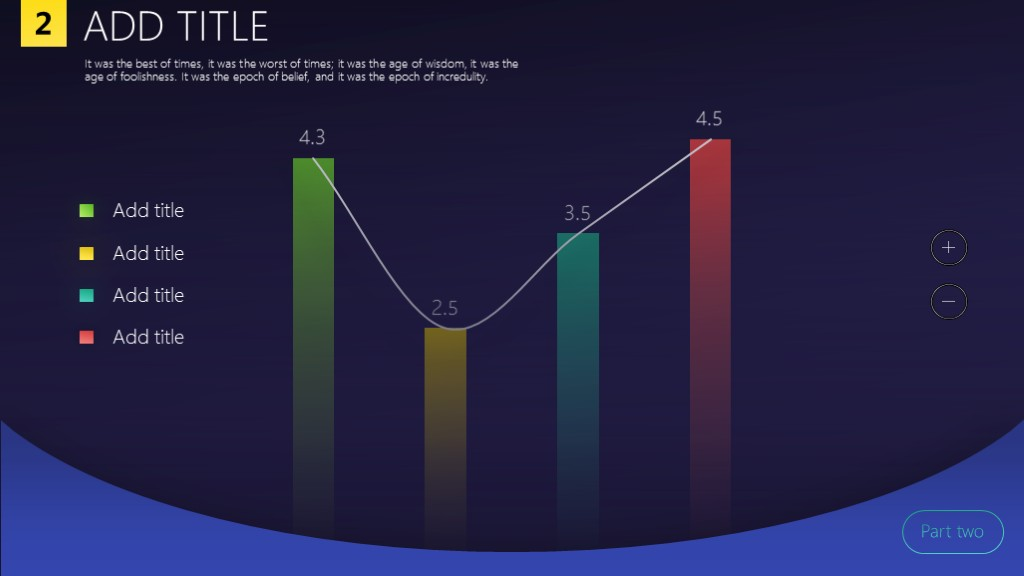 2
ADD TITLE
It was the best of times, it was the worst of times; it was the age of wisdom, it was the
age of foolishness. It was the epoch of belief, and it was the epoch of incredulity.
4.3
4.5
3.5
2.5
Add title
Add title
Add title
Add title
+
−
Part two